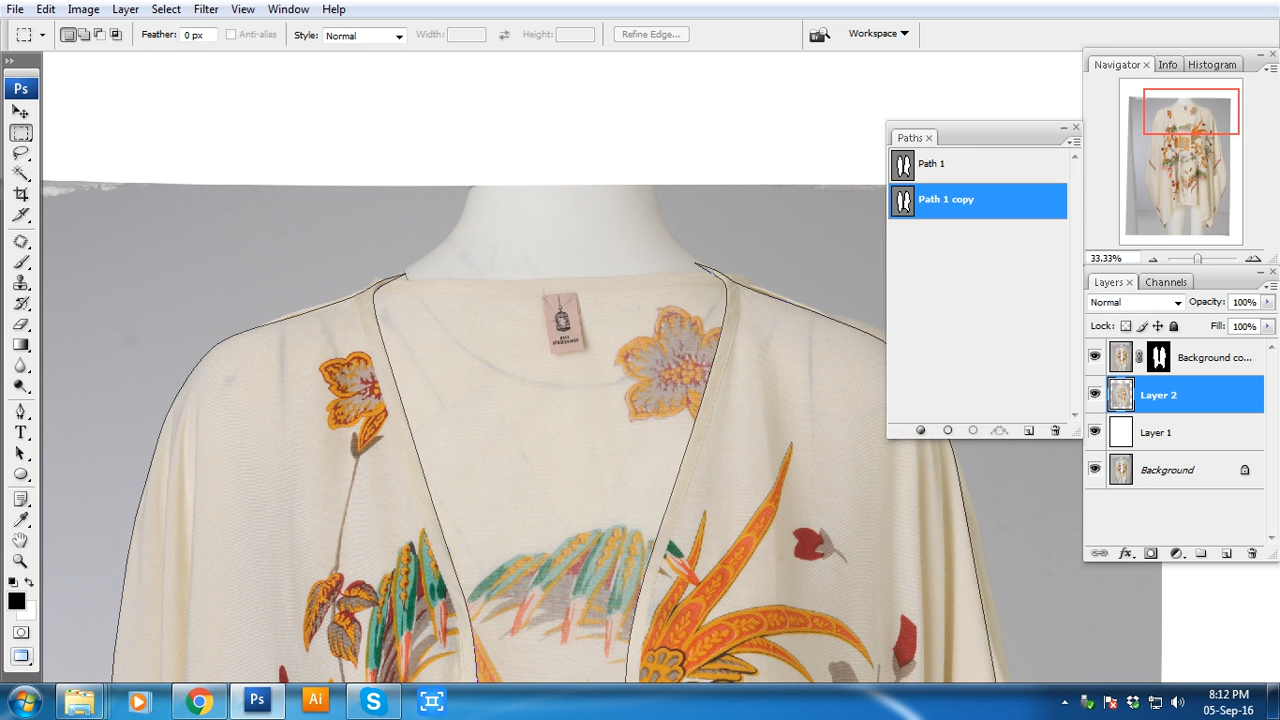 File Edit Image Layer Select Filter View Window Help
Feather: 0 px Anti-alias Style: Normal Width: Height: Refine Edge... Workspace
Ps
T
Navigator Info Histogram
33.33%
Paths
Path 1
Path 1 copy
Layers Channels
Normal Opacity: 100%
Lock: Fill: 100%
Background co...
Layer 2
Layer 1
Background
fx
Ps Ai S
8:12 PM
05-Sep-16